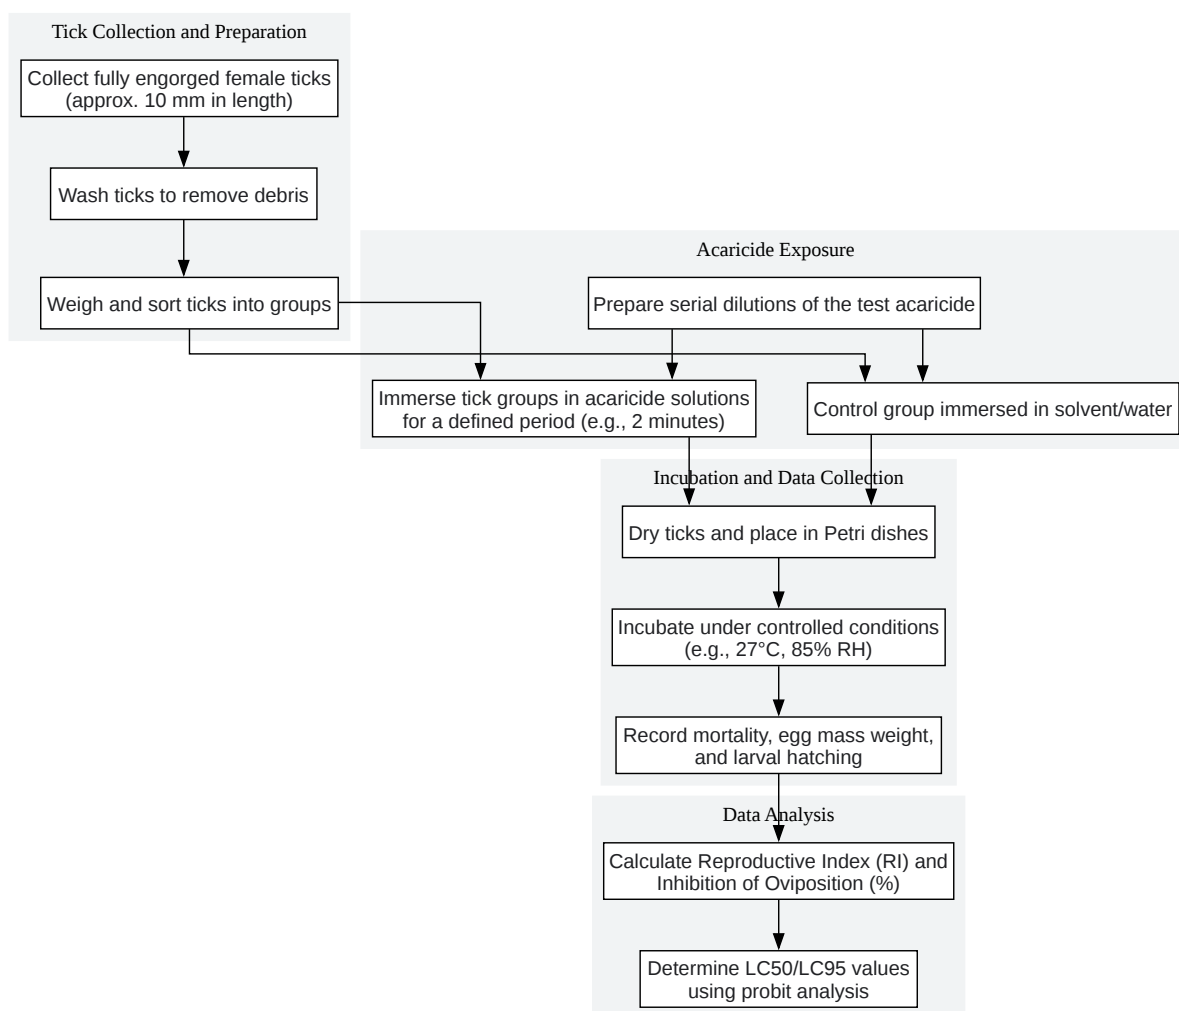 Tick Collection and Preparation
Collect fully engorged female ticks
(approx. 10 mm in length)
Wash ticks to remove debris
Weigh and sort ticks into groups
Acaricide Exposure
Prepare serial dilutions of the test acaricide
Immerse tick groups in acaricide solutions
for a defined period (e.g., 2 minutes)
Control group immersed in solvent/water
Incubation and Data Collection
Dry ticks and place in Petri dishes
Incubate under controlled conditions
(e.g., 27°C, 85% RH)
Record mortality, egg mass weight,
and larval hatching
Data Analysis
Calculate Reproductive Index (RI) and
Inhibition of Oviposition (%)
Determine LC50/LC95 values
using probit analysis